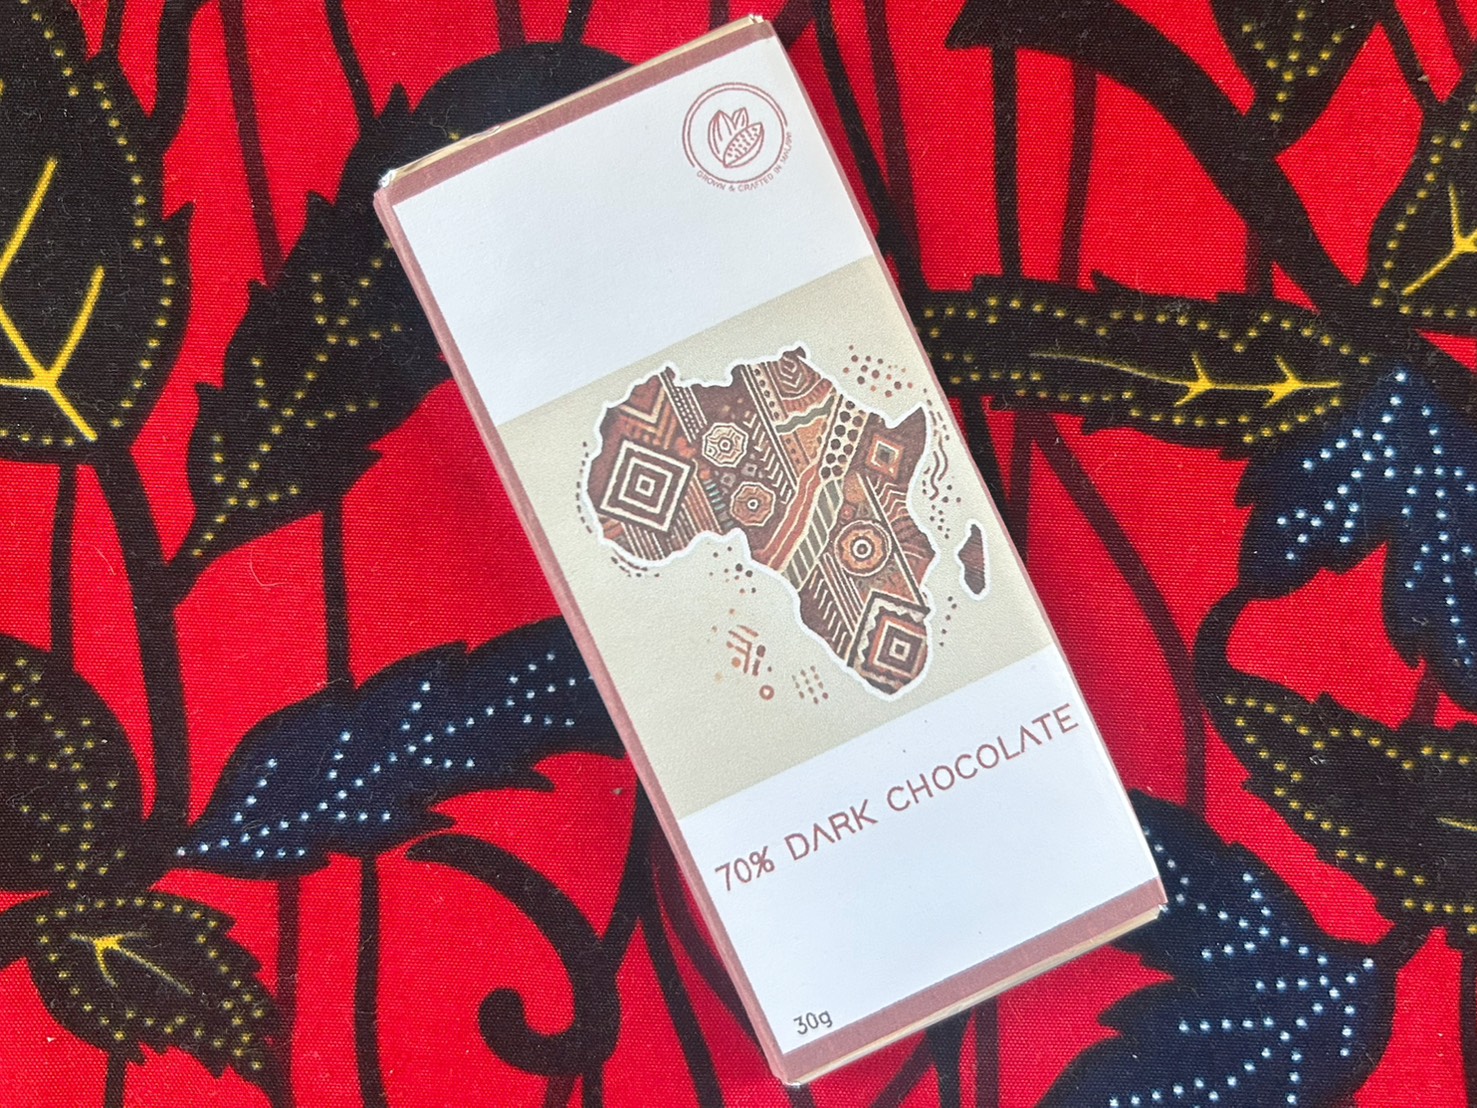 GROWN & CRAFTED IN MALAWI
70% DARK CHOCOLATE
30g